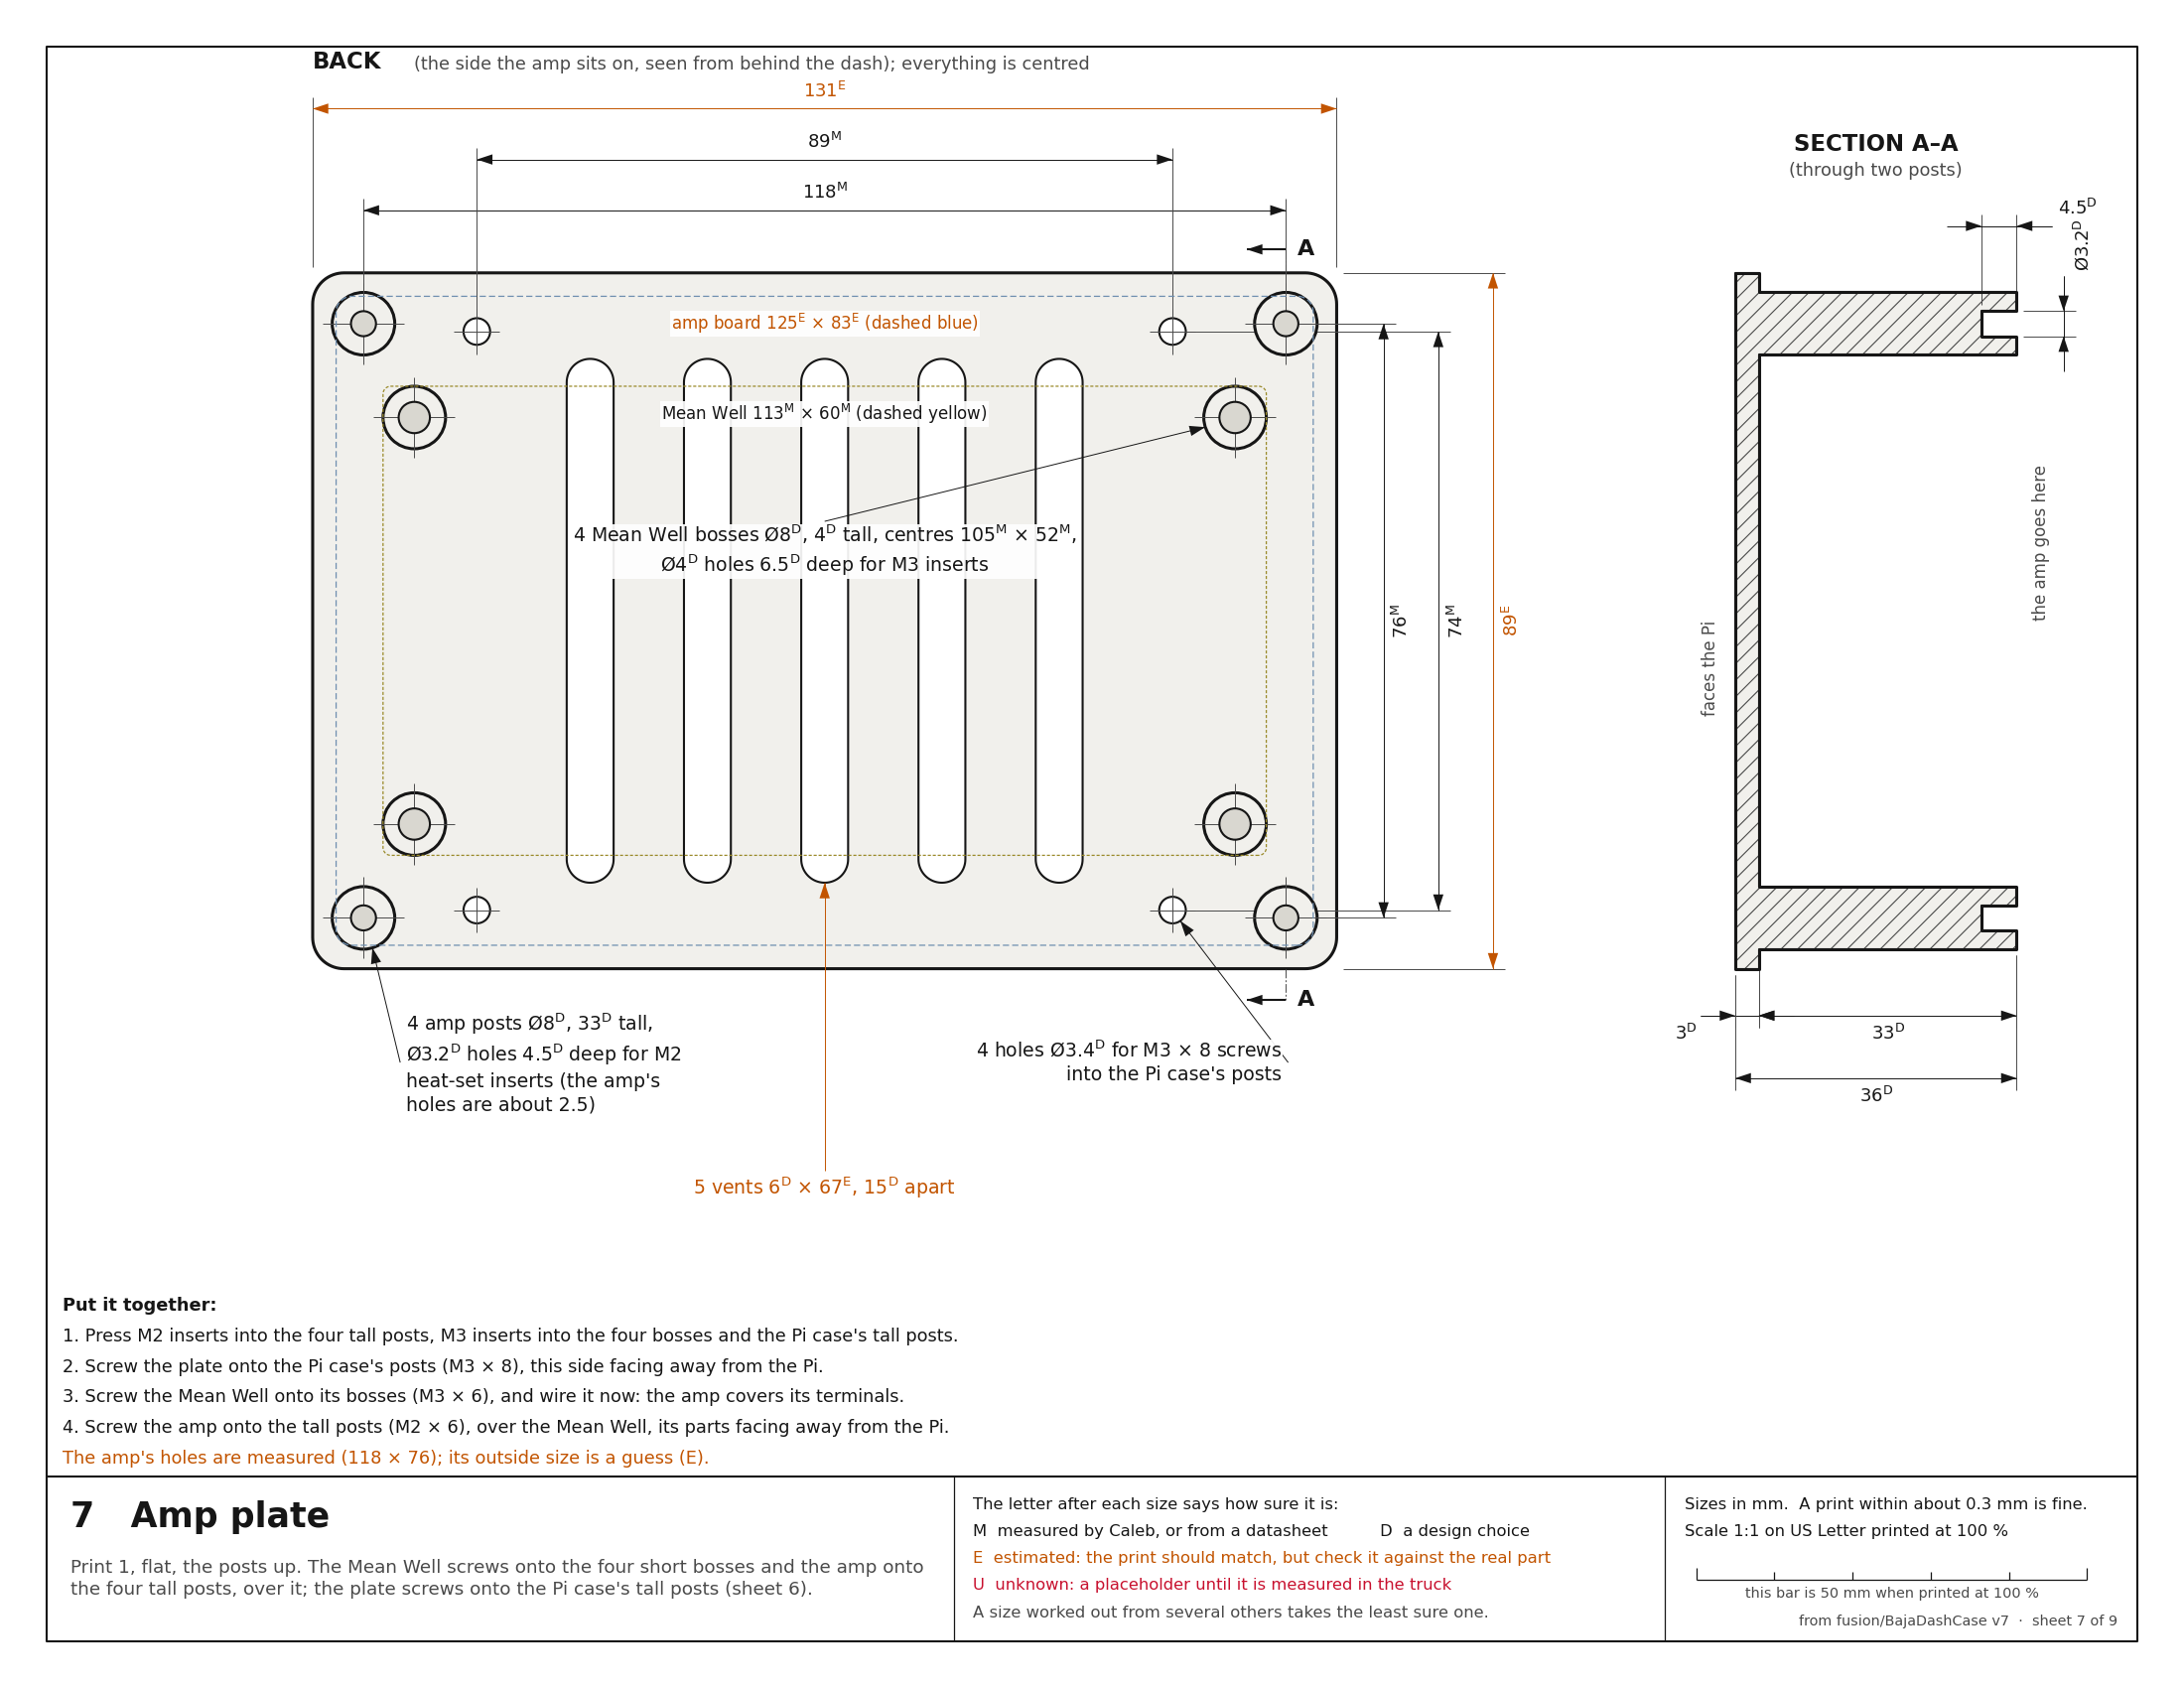 BACK (the side the amp sits on, seen from behind the dash); everything is centred
131E
89M
118M
A
amp board 125E × 83E (dashed blue)
Mean Well 113M × 60M (dashed yellow)
4 Mean Well bosses Ø8D, 4D tall, centres 105M × 52M,
Ø4D holes 6.5D deep for M3 inserts
76M
74M
89E
A
4 amp posts Ø8D, 33D tall,
Ø3.2D holes 4.5D deep for M2
heat-set inserts (the amp's
holes are about 2.5)
4 holes Ø3.4D for M3 × 8 screws
into the Pi case's posts
5 vents 6D × 67E, 15D apart
SECTION A–A
(through two posts)
4.5D
Ø3.2D
the amp goes here
faces the Pi
3D
33D
36D
Put it together:
1. Press M2 inserts into the four tall posts, M3 inserts into the four bosses and the Pi case's tall posts.
2. Screw the plate onto the Pi case's posts (M3 × 8), this side facing away from the Pi.
3. Screw the Mean Well onto its bosses (M3 × 6), and wire it now: the amp covers its terminals.
4. Screw the amp onto the tall posts (M2 × 6), over the Mean Well, its parts facing away from the Pi.
The amp's holes are measured (118 × 76); its outside size is a guess (E).
7 Amp plate
Print 1, flat, the posts up. The Mean Well screws onto the four short bosses and the amp onto
the four tall posts, over it; the plate screws onto the Pi case's tall posts (sheet 6).
The letter after each size says how sure it is:
M measured by Caleb, or from a datasheet D a design choice
E estimated: the print should match, but check it against the real part
U unknown: a placeholder until it is measured in the truck
A size worked out from several others takes the least sure one.
Sizes in mm. A print within about 0.3 mm is fine.
Scale 1:1 on US Letter printed at 100 %
this bar is 50 mm when printed at 100 %
from fusion/BajaDashCase v7 · sheet 7 of 9